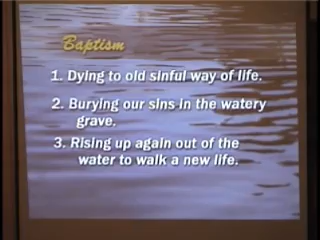 Baptism
1. Dying to old sinful way of life.
2. Burying our sins in the watery
grave.
3. Rising up again out of the
water to walk a new life.